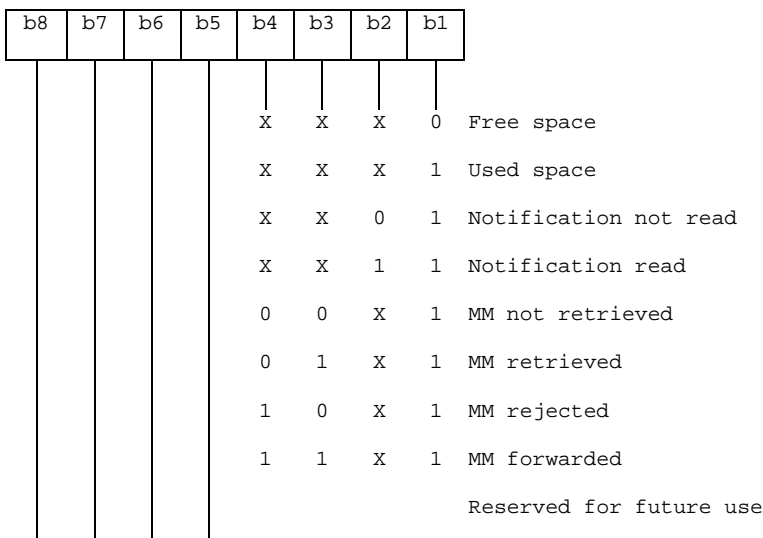 b8 b7 b6 b5 b4 b3 b2 b1
X X X 0 Free space
X X X 1 Used space
X X 0 1 Notification not read
X X 1 1 Notification read
0 0 X 1 MM not retrieved
0 1 X 1 MM retrieved
1 0 X 1 MM rejected
1 1 X 1 MM forwarded
Reserved for future use